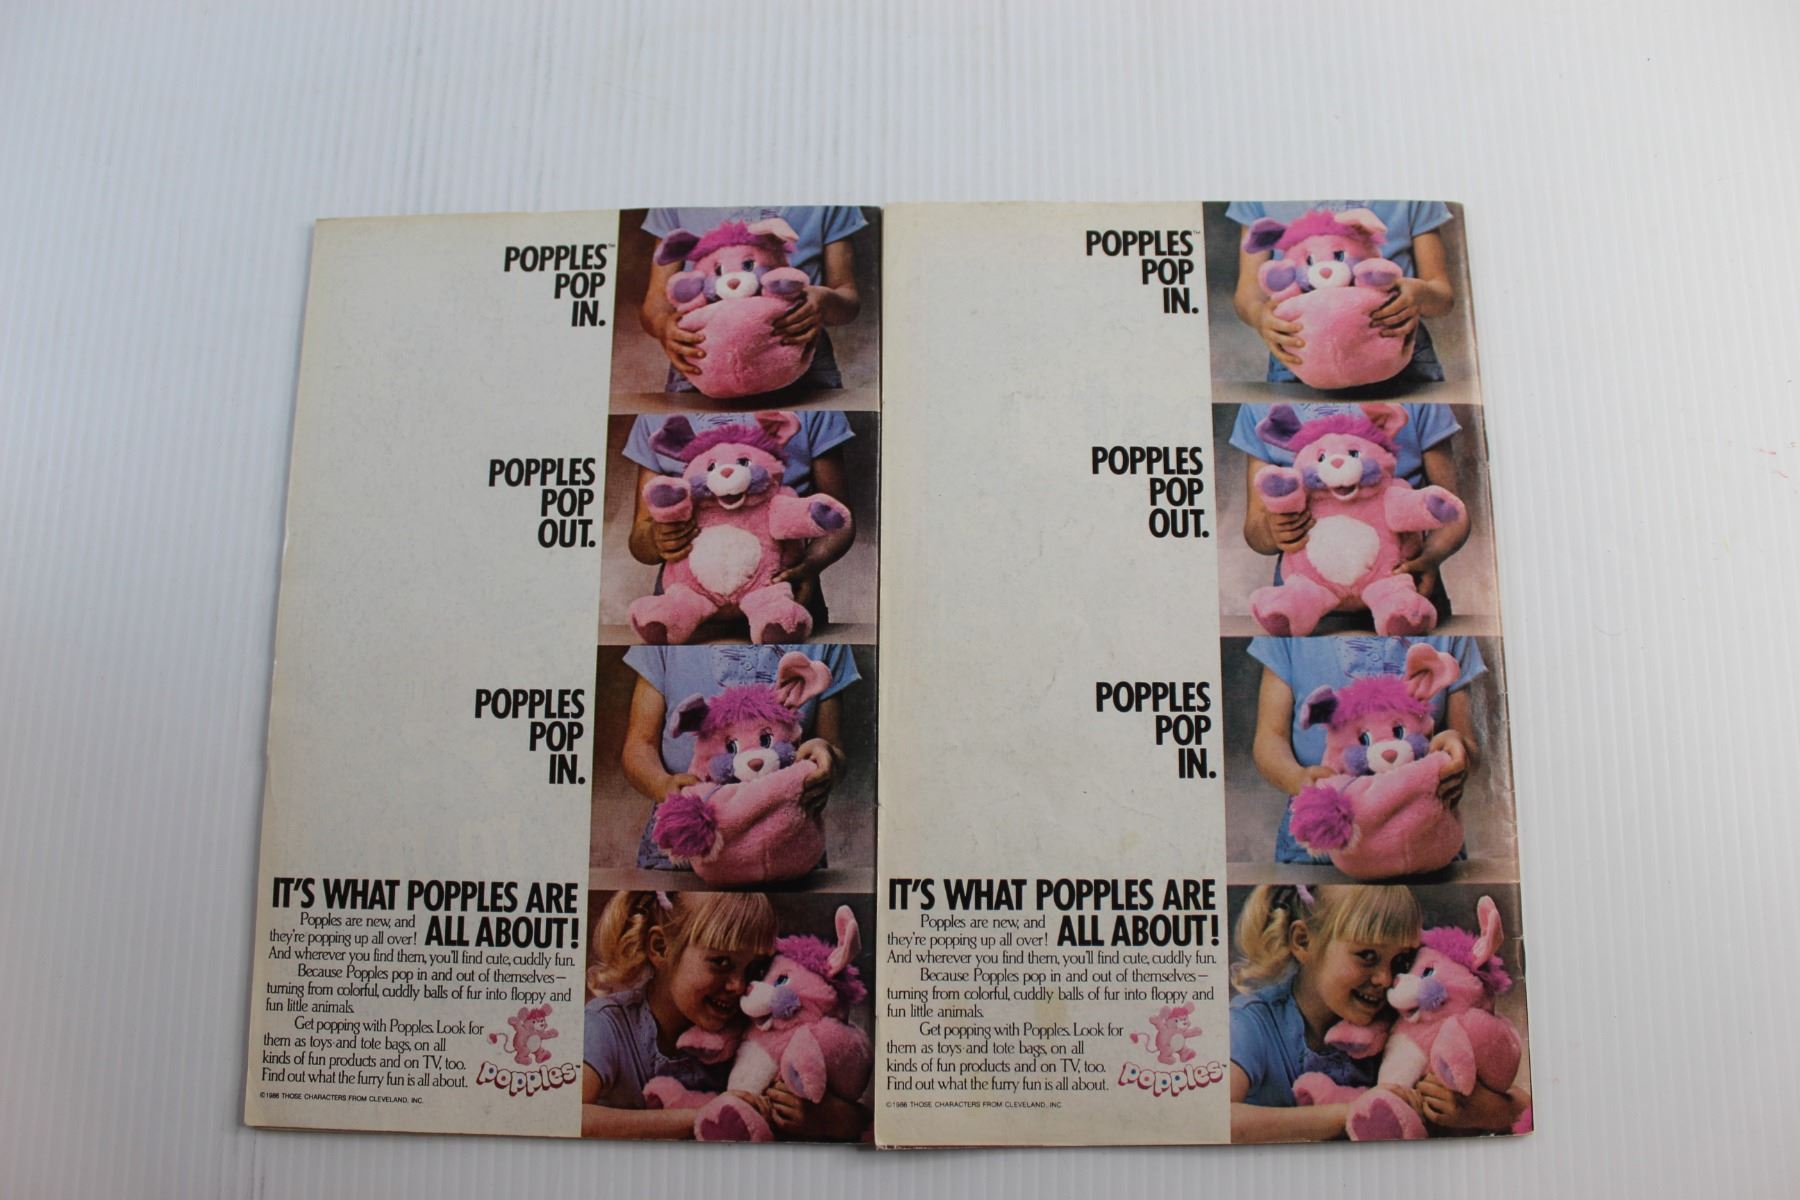 POPPLES™
POP
IN.
POPPLES
POP
OUT.
POPPLES
POP
IN.
IT'S WHAT POPPLES ARE
ALL ABOUT!
Popples are new, and
they're popping up all over!
And wherever you find them, you'll find cute, cuddly fun.
Because Popples pop in and out of themselves—
turning from colorful, cuddly balls of fur into floppy and
fun little animals.
Get popping with Popples. Look for
them as toys and tote bags, on all
kinds of fun products and on TV, too.
Find out what the furry fun is all about.
Popples™
©1986 THOSE CHARACTERS FROM CLEVELAND, INC.
POPPLES™
POP
IN.
POPPLES
POP
OUT.
POPPLES
POP
IN.
IT'S WHAT POPPLES ARE
ALL ABOUT!
Popples are new, and
they're popping up all over!
And wherever you find them, you'll find cute, cuddly fun.
Because Popples pop in and out of themselves—
turning from colorful, cuddly balls of fur into floppy and
fun little animals.
Get popping with Popples. Look for
them as toys and tote bags, on all
kinds of fun products and on TV, too.
Find out what the furry fun is all about.
Popples™
©1986 THOSE CHARACTERS FROM CLEVELAND, INC.